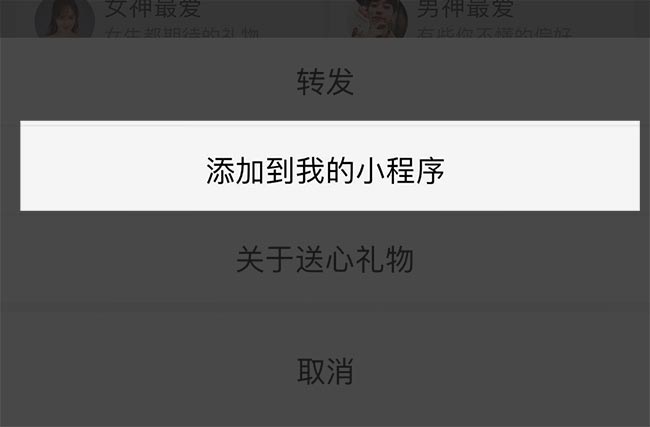 女神最爱
男神最爱
女生都期待的礼物
有些你不懂的偏好
转发
添加到我的小程序
关于送心礼物
取消